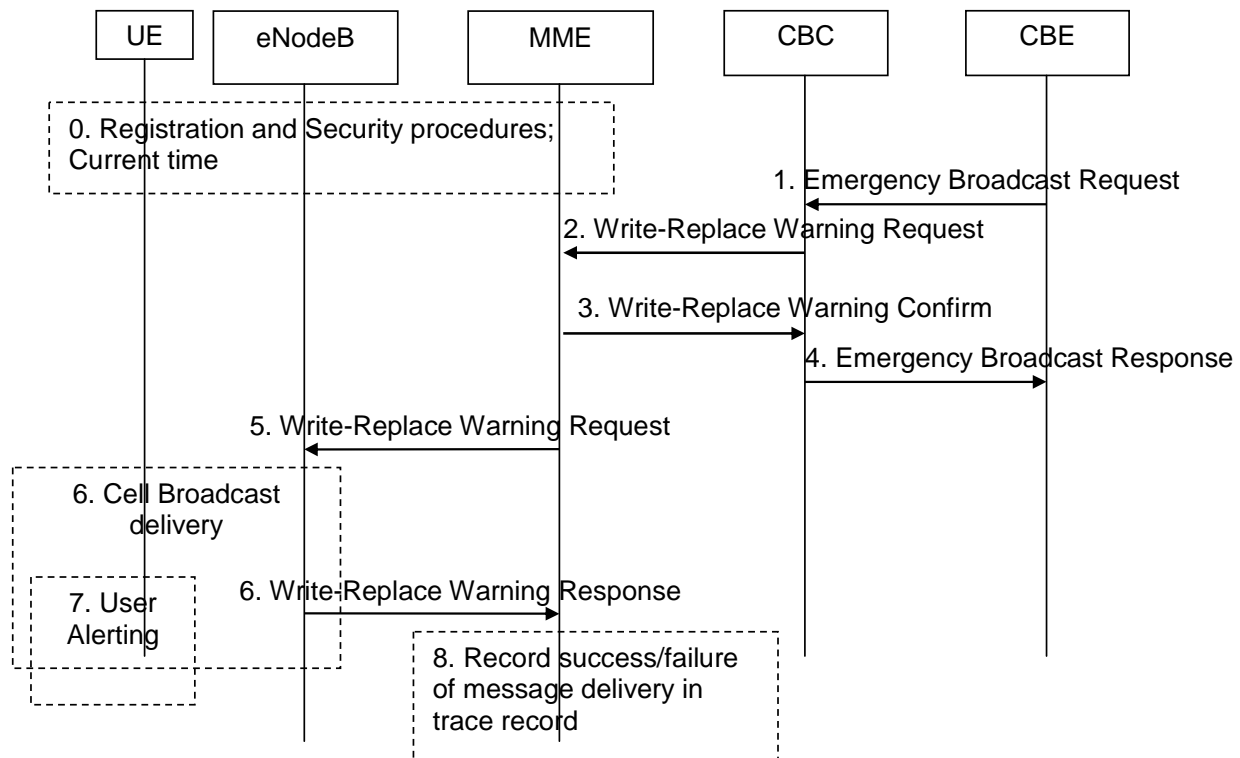 UE
eNodeB
MME
CBC
CBE
0. Registration and Security procedures;
Current time
1. Emergency Broadcast Request
2. Write-Replace Warning Request
3. Write-Replace Warning Confirm
4. Emergency Broadcast Response
5. Write-Replace Warning Request
6. Cell Broadcast
delivery
6. Write-Replace Warning Response
7. User
Alerting
8. Record success/failure
of message delivery in
trace record